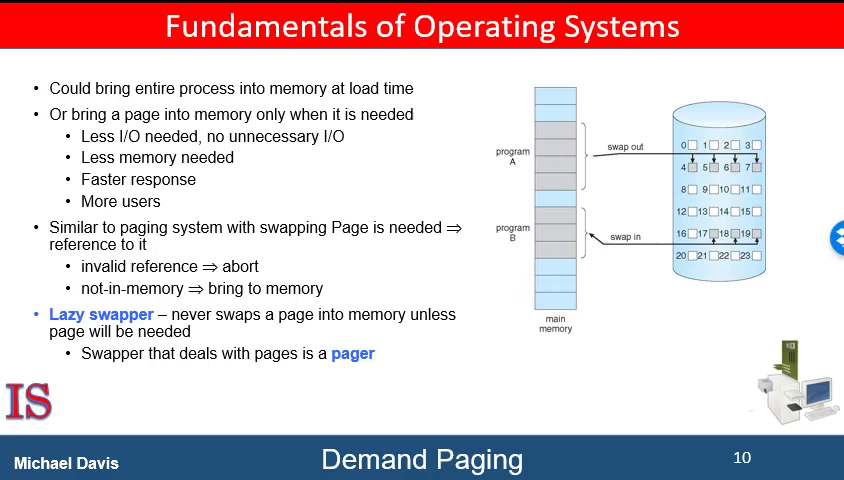 Fundamentals of Operating Systems
• Could bring entire process into memory at load time
• Or bring a page into memory only when it is needed
• Less I/O needed, no unnecessary I/O
• Less memory needed
• Faster response
• More users
• Similar to paging system with swapping Page is needed ⇒
reference to it
• invalid reference ⇒ abort
• not-in-memory ⇒ bring to memory
• Lazy swapper – never swaps a page into memory unless
page will be needed
• Swapper that deals with pages is a pager
program
A
program
B
main
memory
swap out
swap in
0 1 2 3
4 5 6 7
8 9 10 11
12 13 14 15
16 17 18 19
20 21 22 23
IS
Michael Davis
Demand Paging
10